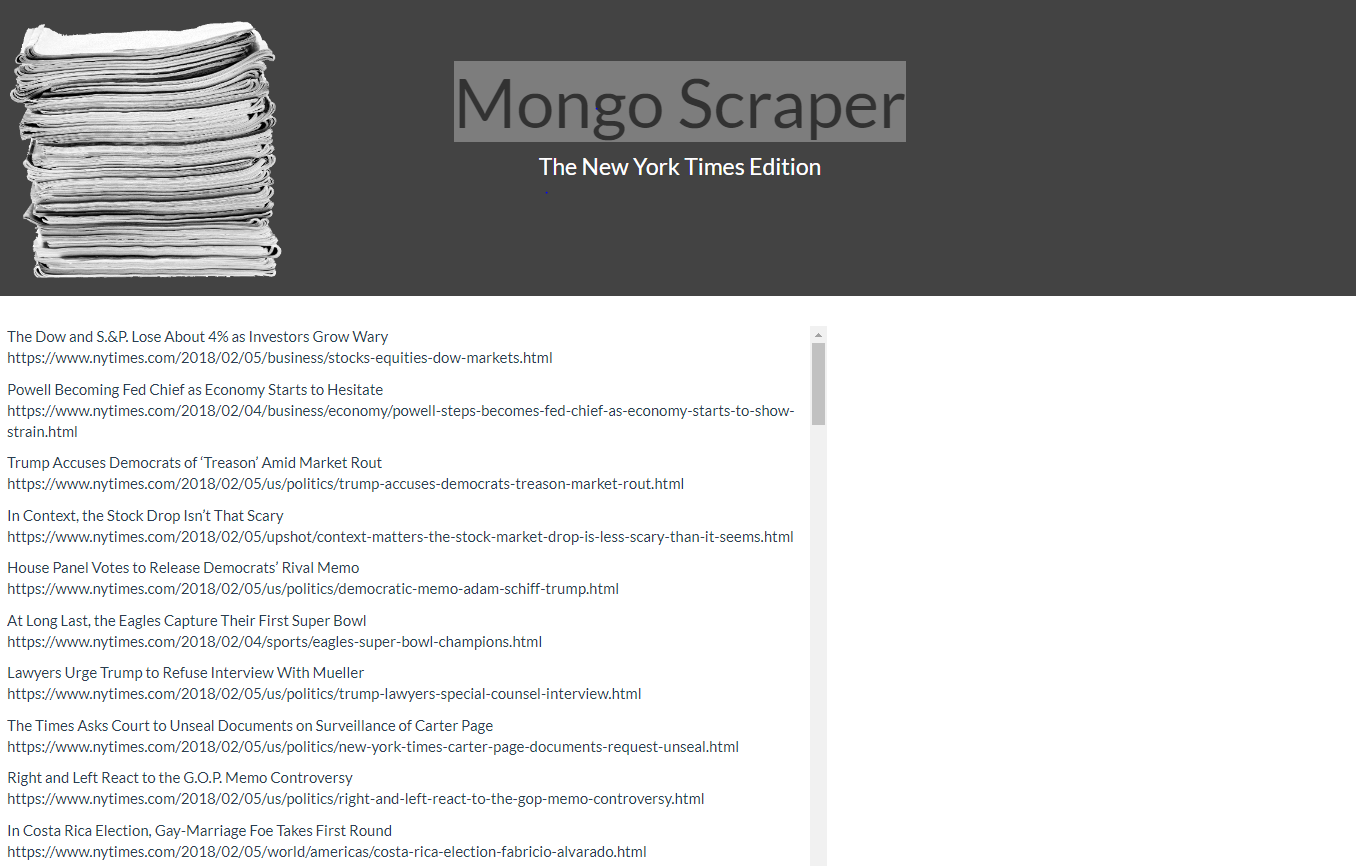 Mongo Scraper
The New York Times Edition
The Dow and S.&P. Lose About 4% as Investors Grow Wary
https://www.nytimes.com/2018/02/05/business/stocks-equities-dow-markets.html
Powell Becoming Fed Chief as Economy Starts to Hesitate
https://www.nytimes.com/2018/02/04/business/economy/powell-steps-becomes-fed-chief-as-economy-starts-to-show-
strain.html
Trump Accuses Democrats of ‘Treason’ Amid Market Rout
https://www.nytimes.com/2018/02/05/us/politics/trump-accuses-democrats-treason-market-rout.html
In Context, the Stock Drop Isn’t That Scary
https://www.nytimes.com/2018/02/05/upshot/context-matters-the-stock-market-drop-is-less-scary-than-it-seems.html
House Panel Votes to Release Democrats’ Rival Memo
https://www.nytimes.com/2018/02/05/us/politics/democratic-memo-adam-schiff-trump.html
At Long Last, the Eagles Capture Their First Super Bowl
https://www.nytimes.com/2018/02/04/sports/eagles-super-bowl-champions.html
Lawyers Urge Trump to Refuse Interview With Mueller
https://www.nytimes.com/2018/02/05/us/politics/trump-lawyers-special-counsel-interview.html
The Times Asks Court to Unseal Documents on Surveillance of Carter Page
https://www.nytimes.com/2018/02/05/us/politics/new-york-times-carter-page-documents-request-unseal.html
Right and Left React to the G.O.P. Memo Controversy
https://www.nytimes.com/2018/02/05/us/politics/right-and-left-react-to-the-gop-memo-controversy.html
In Costa Rica Election, Gay-Marriage Foe Takes First Round
https://www.nytimes.com/2018/02/05/world/americas/costa-rica-election-fabricio-alvarado.html